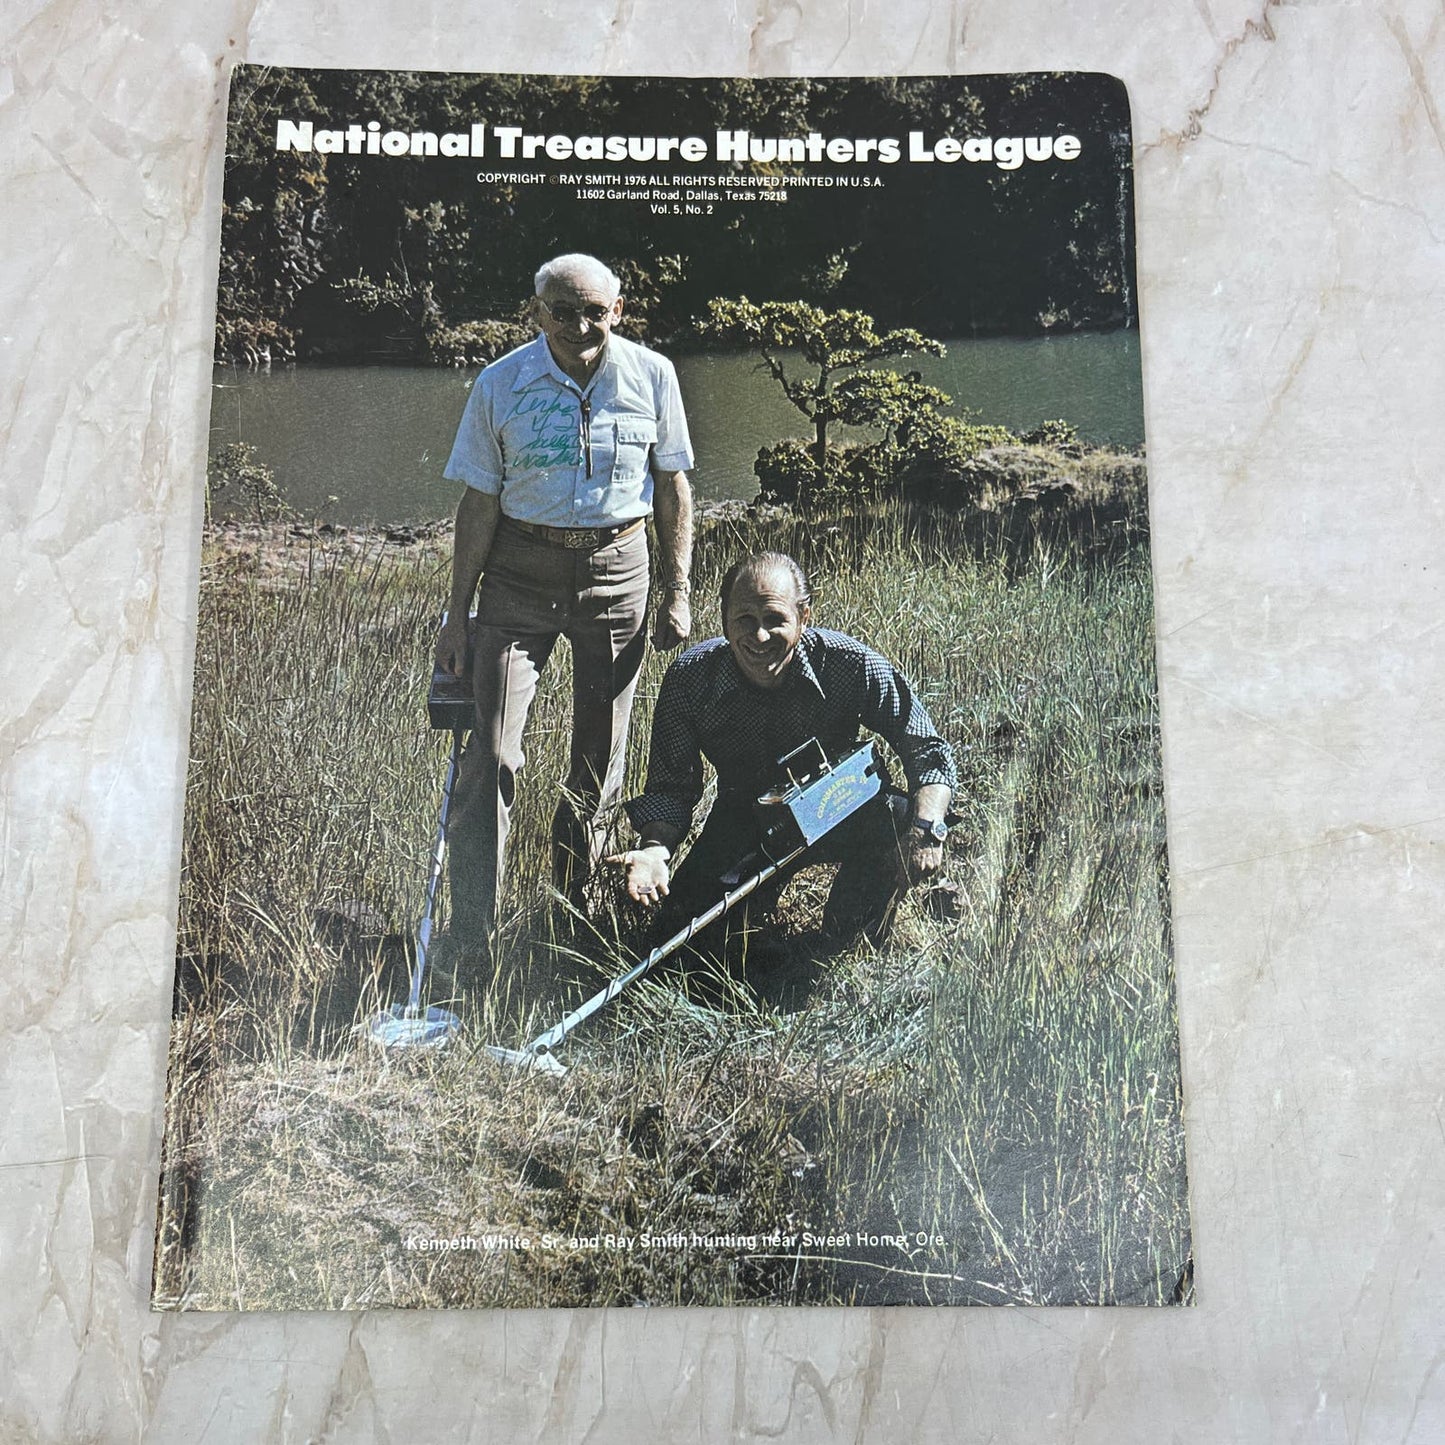 National Treasure Hunters League
COPYRIGHT ©RAY SMITH 1976 ALL RIGHTS RESERVED PRINTED IN U.S.A.
11602 Garland Road, Dallas, Texas 75218
Vol. 5, No. 2
COINMASTER
Kenneth White, Sr. and Ray Smith hunting near Sweet Home, Ore.